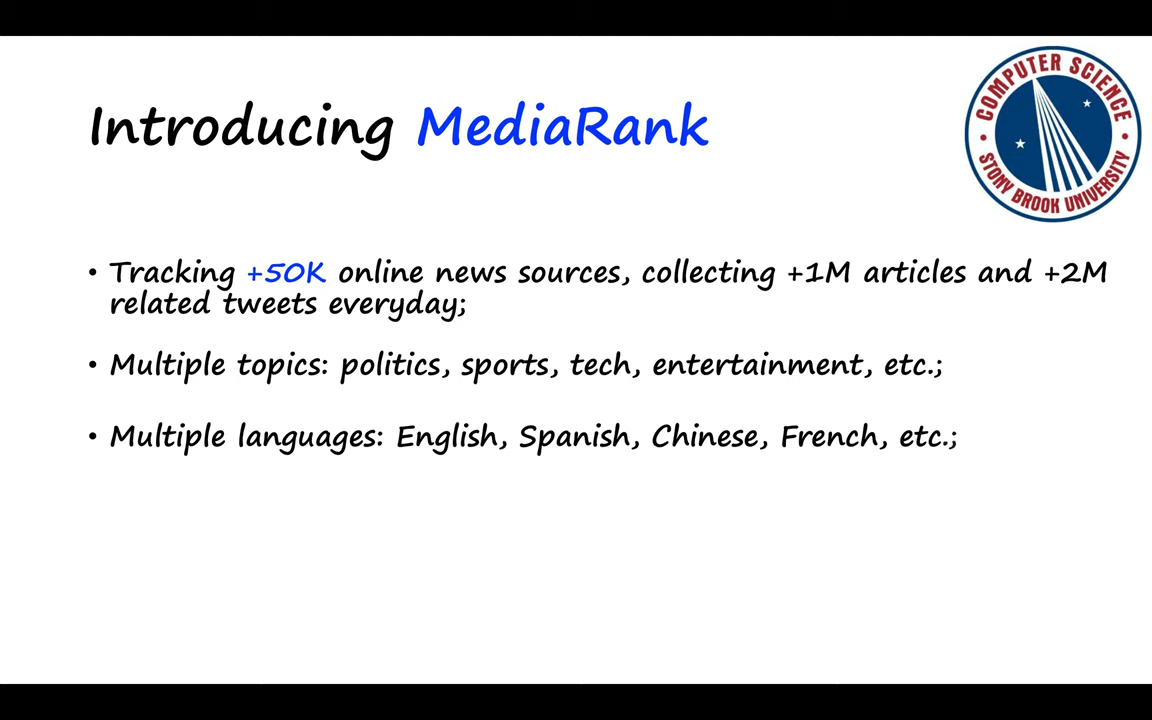 Introducing MediaRank
COMPUTER SCIENCE
STONY BROOK UNIVERSITY
• Tracking +50K online news sources, collecting +1M articles and +2M
related tweets everyday;
• Multiple topics: politics, sports, tech, entertainment, etc.;
• Multiple languages: English, Spanish, Chinese, French, etc.;